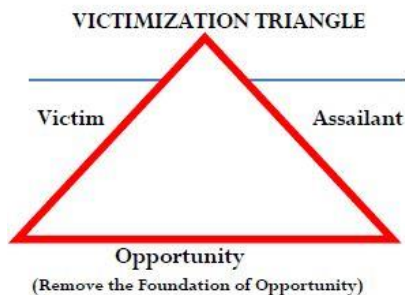 VICTIMIZATION TRIANGLE
Victim
Assailant
Opportunity
(Remove the Foundation of Opportunity)